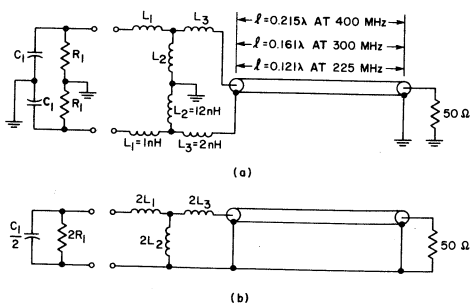 L₁
L₃
ℓ=0.215λ AT 400 MHz
ℓ=0.161λ AT 300 MHz
ℓ=0.121λ AT 225 MHz
C₁
R₁
L₂
C₁
R₁
L₂=12nH
50 Ω
L₁=1nH
L₃=2nH
(a)
2L₁
2L₃
C₁/2
2R₁
2L₂
50 Ω
(b)